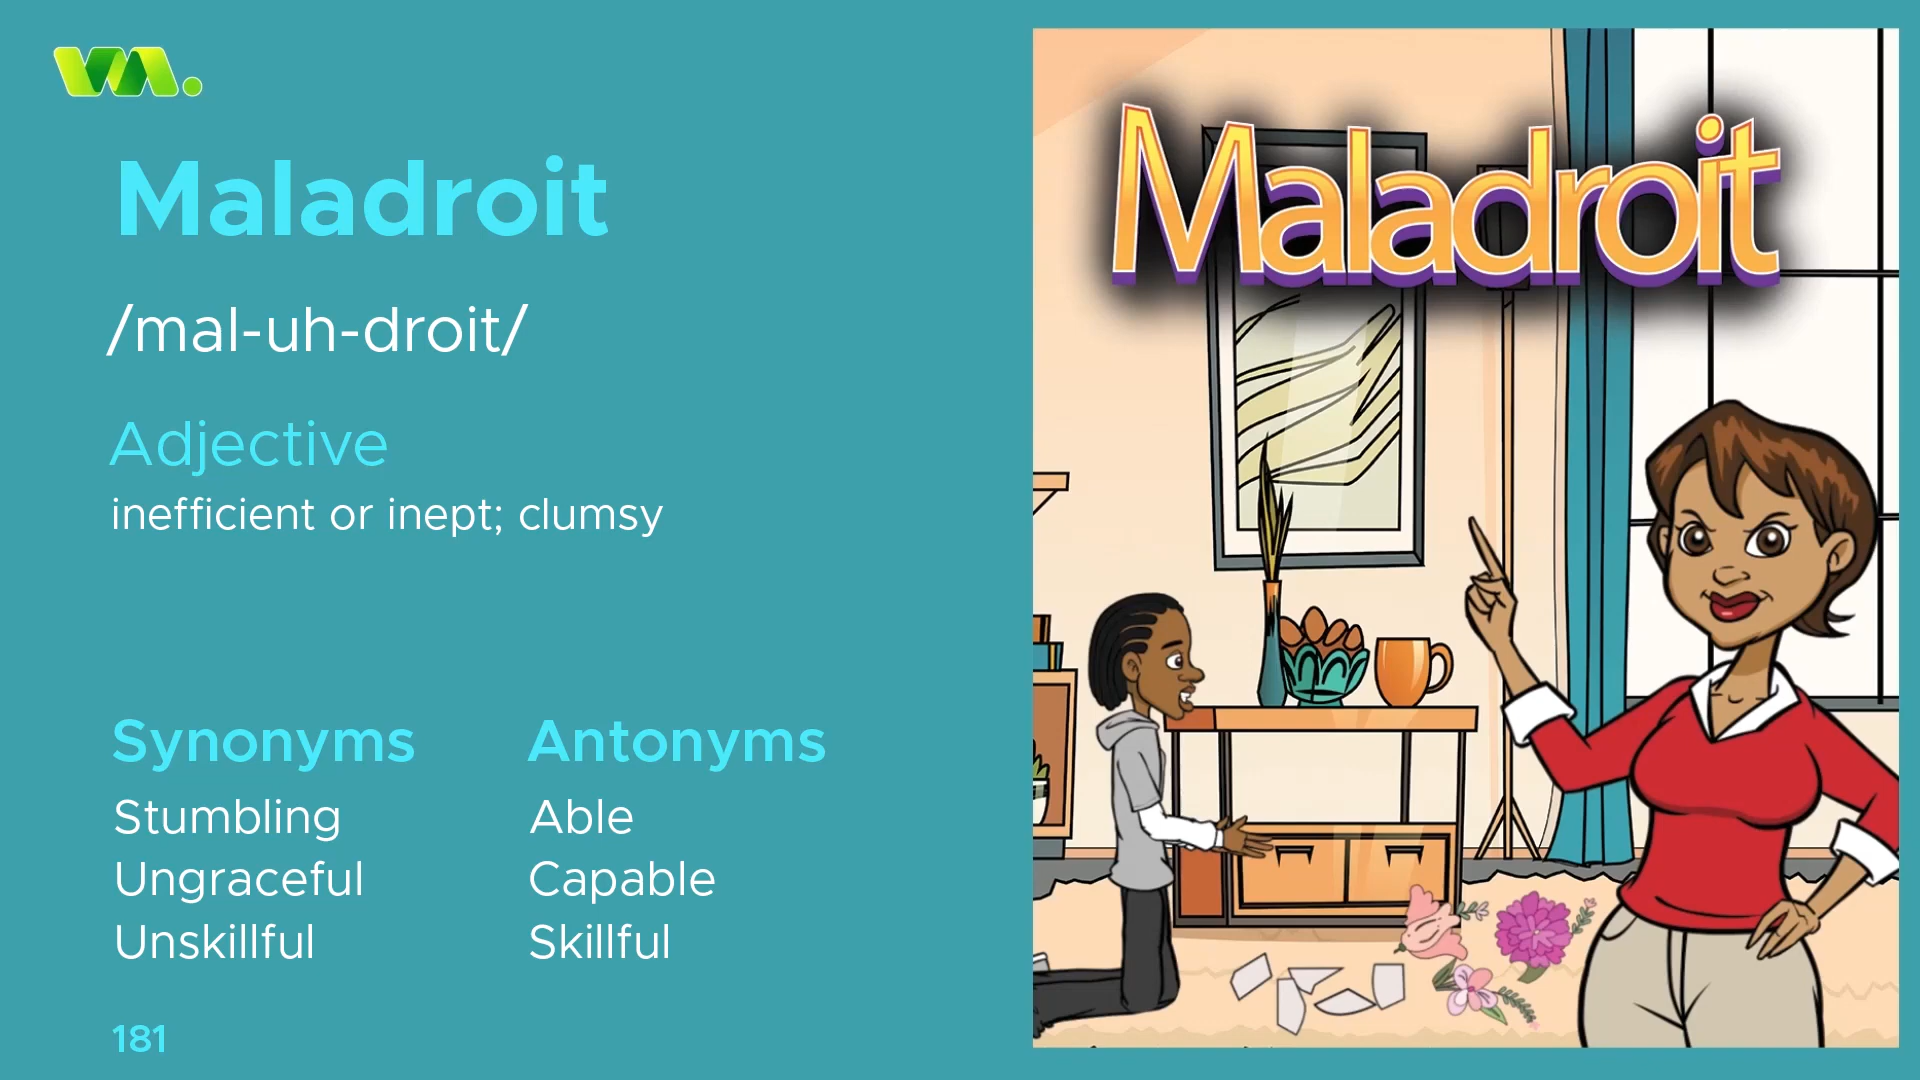 VM.
Maladroit
/mal-uh-droit/
Adjective
inefficient or inept; clumsy
Synonyms
Stumbling
Ungraceful
Unskillful
Antonyms
Able
Capable
Skillful
181
Maladroit